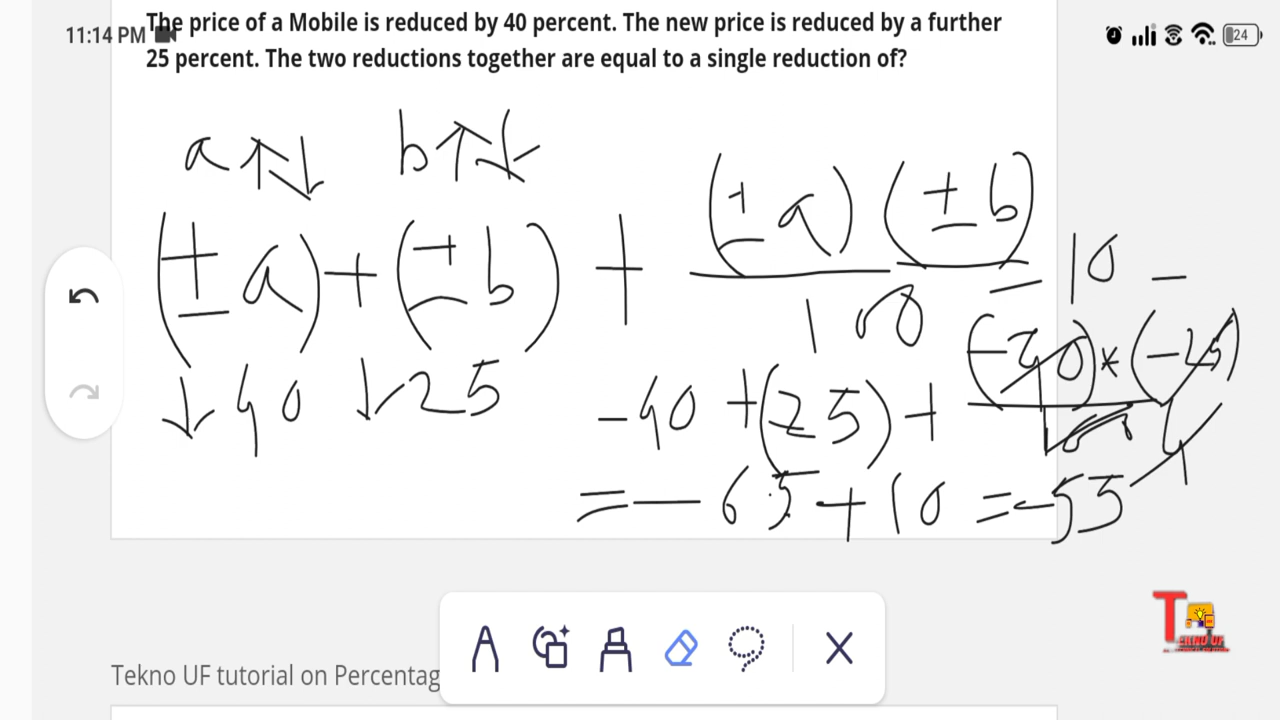 The price of a Mobile is reduced by 40 percent. The new price is reduced by a further
11:14 PM
24
25 percent. The two reductions together are equal to a single reduction of?
a↑↓ b↑↓
(± a) + (± b) + (± a) (± b) / 100 = 10 -
↓40 ↓25
-40 + (25) + (-40) * (-25) / 100 4
= - 65 + 10 = -55
Tekno UF tutorial on Percentag